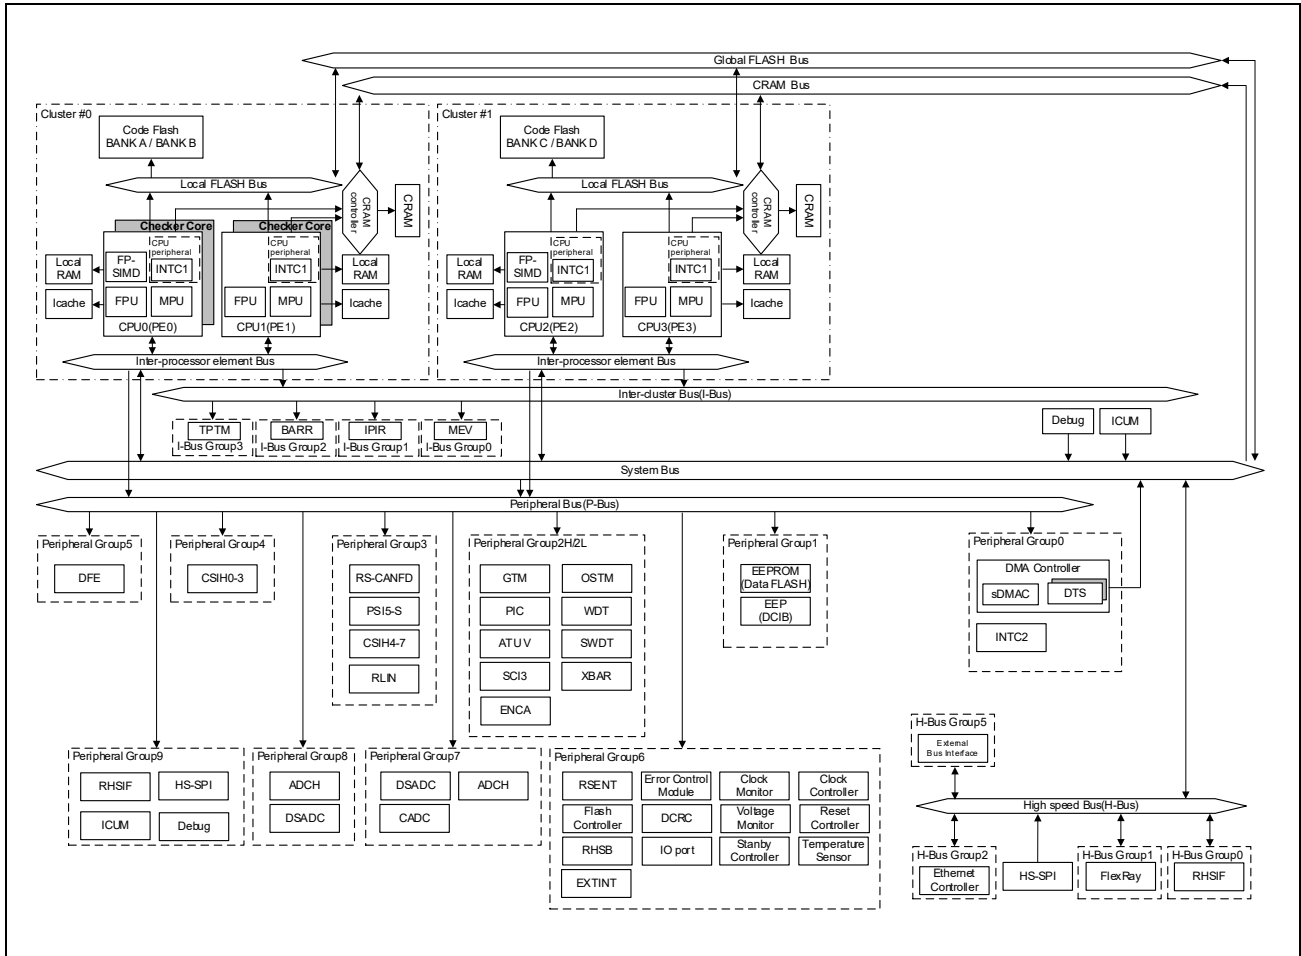 Global FLASH Bus
CRAM Bus
Cluster #0
Code Flash
BANK A / BANK B
Local FLASH Bus
CRAM
controller
CRAM
Checker Core
Checker Core
CPU
peripheral
INTC1
FP-
SIMD
FPU
MPU
CPU0(PE0)
Local
RAM
Icache
CPU
peripheral
INTC1
FPU
MPU
CPU1(PE1)
Local
RAM
Icache
Inter-processor element Bus
Cluster #1
Code Flash
BANK C / BANK D
Local FLASH Bus
CRAM
controller
CRAM
Local
RAM
Icache
CPU
peripheral
INTC1
FP-
SIMD
FPU
MPU
CPU2(PE2)
CPU
peripheral
INTC1
FPU
MPU
CPU3(PE3)
Local
RAM
Icache
Inter-processor element Bus
Inter-cluster Bus(I-Bus)
TPTM
I-Bus Group3
BARR
I-Bus Group2
IPIR
I-Bus Group1
MEV
I-Bus Group0
Debug
ICUM
System Bus
Peripheral Bus(P-Bus)
Peripheral Group5
DFE
Peripheral Group4
CSIH0-3
Peripheral Group3
RS-CANFD
PSI5-S
CSIH4-7
RLIN
Peripheral Group2H/2L
GTM
OSTM
PIC
WDT
ATU V
SWDT
SCI3
XBAR
ENCA
Peripheral Group1
EEPROM
(Data FLASH)
EEP
(DCIB)
Peripheral Group0
DMA Controller
sDMAC
DTS
INTC2
Peripheral Group9
RHSIF
HS-SPI
ICUM
Debug
Peripheral Group8
ADCH
DSADC
Peripheral Group7
DSADC
ADCH
CADC
Peripheral Group6
RSENT
Error Control
Module
Clock
Monitor
Clock
Controller
Flash
Controller
DCRC
Voltage
Monitor
Reset
Controller
RHSB
IO port
Stanby
Controller
Temperature
Sensor
EXTINT
H-Bus Group5
External
Bus Interface
High speed Bus(H-Bus)
H-Bus Group2
Ethernet
Controller
HS-SPI
H-Bus Group1
FlexRay
H-Bus Group0
RHSIF